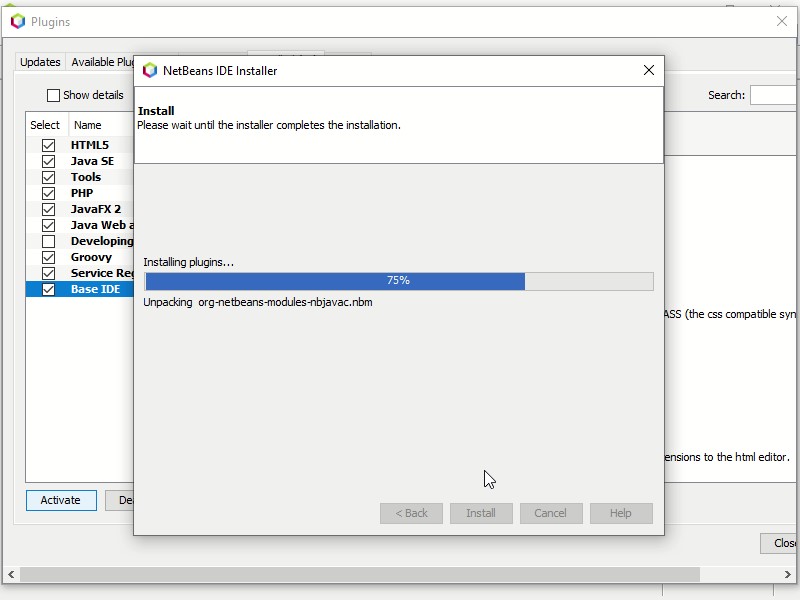 Plugins
Updates
Available Plug
NetBeans IDE Installer
Show details
Search:
Install
Please wait until the installer completes the installation.
Select
Name
HTML5
Java SE
Tools
PHP
JavaFX 2
Java Web a
Developing
Groovy
Service Reg
Base IDE
Installing plugins...
75%
Unpacking org-netbeans-modules-nbjavac.nbm
ASS (the css compatible syn
ensions to the html editor.
Activate
Dea
< Back
Install
Cancel
Help
Close